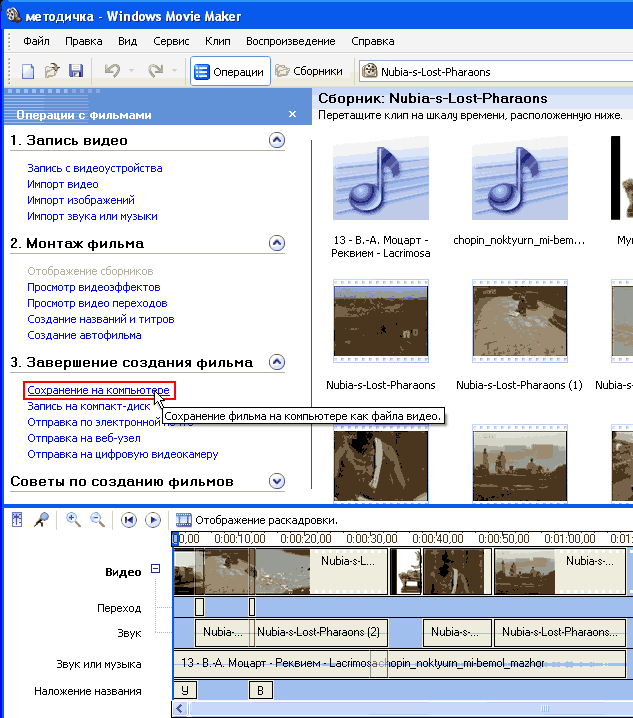 методичка - Windows Movie Maker
Файл Правка Вид Сервис Клип Воспроизведение Справка
Операции Сборники Nubia-s-Lost-Pharaons
Операции с фильмами
1. Запись видео
Запись с видеоустройства
Импорт видео
Импорт изображений
Импорт звука или музыки
2. Монтаж фильма
Отображение сборников
Просмотр видеоэффектов
Просмотр видео переходов
Создание названий и титров
Создание автофильма
3. Завершение создания фильма
Сохранение на компьютере
Запись на компакт-диск
Сохранение фильма на компьютере как файла видео.
Отправка по электронной
Отправка на веб-узел
Отправка на цифровую видеокамеру
Советы по созданию фильмов
Сборник: Nubia-s-Lost-Pharaons
Перетащите клип на шкалу времени, расположенную ниже.
13 - В.-А. Моцарт -
Реквием - Lacrimosa
chopin_noktyurn_mi-bem...
Nubia-s-Lost-Pharaons
Nubia-s-Lost-Pharaons (1)
Nubia-s
Отображение раскадровки.
0,00 0:00:10,00 0:00:20,00 0:00:30,00 0:00:40,00 0:00:50,00 0:01:00,00 0:01:
Видео
Nubia-s-L... Nubia-s-...
Переход
Звук
Nubia-... Nubia-s-Lost-Pharaons (2) Nubia-s-... Nubia-s-Lost-Pharaons...
Звук или музыка
13 - В.-А. Моцарт - Реквием - Lacrimosa chopin_noktyurn_mi-bemol_mazhor
Наложение названия
У В